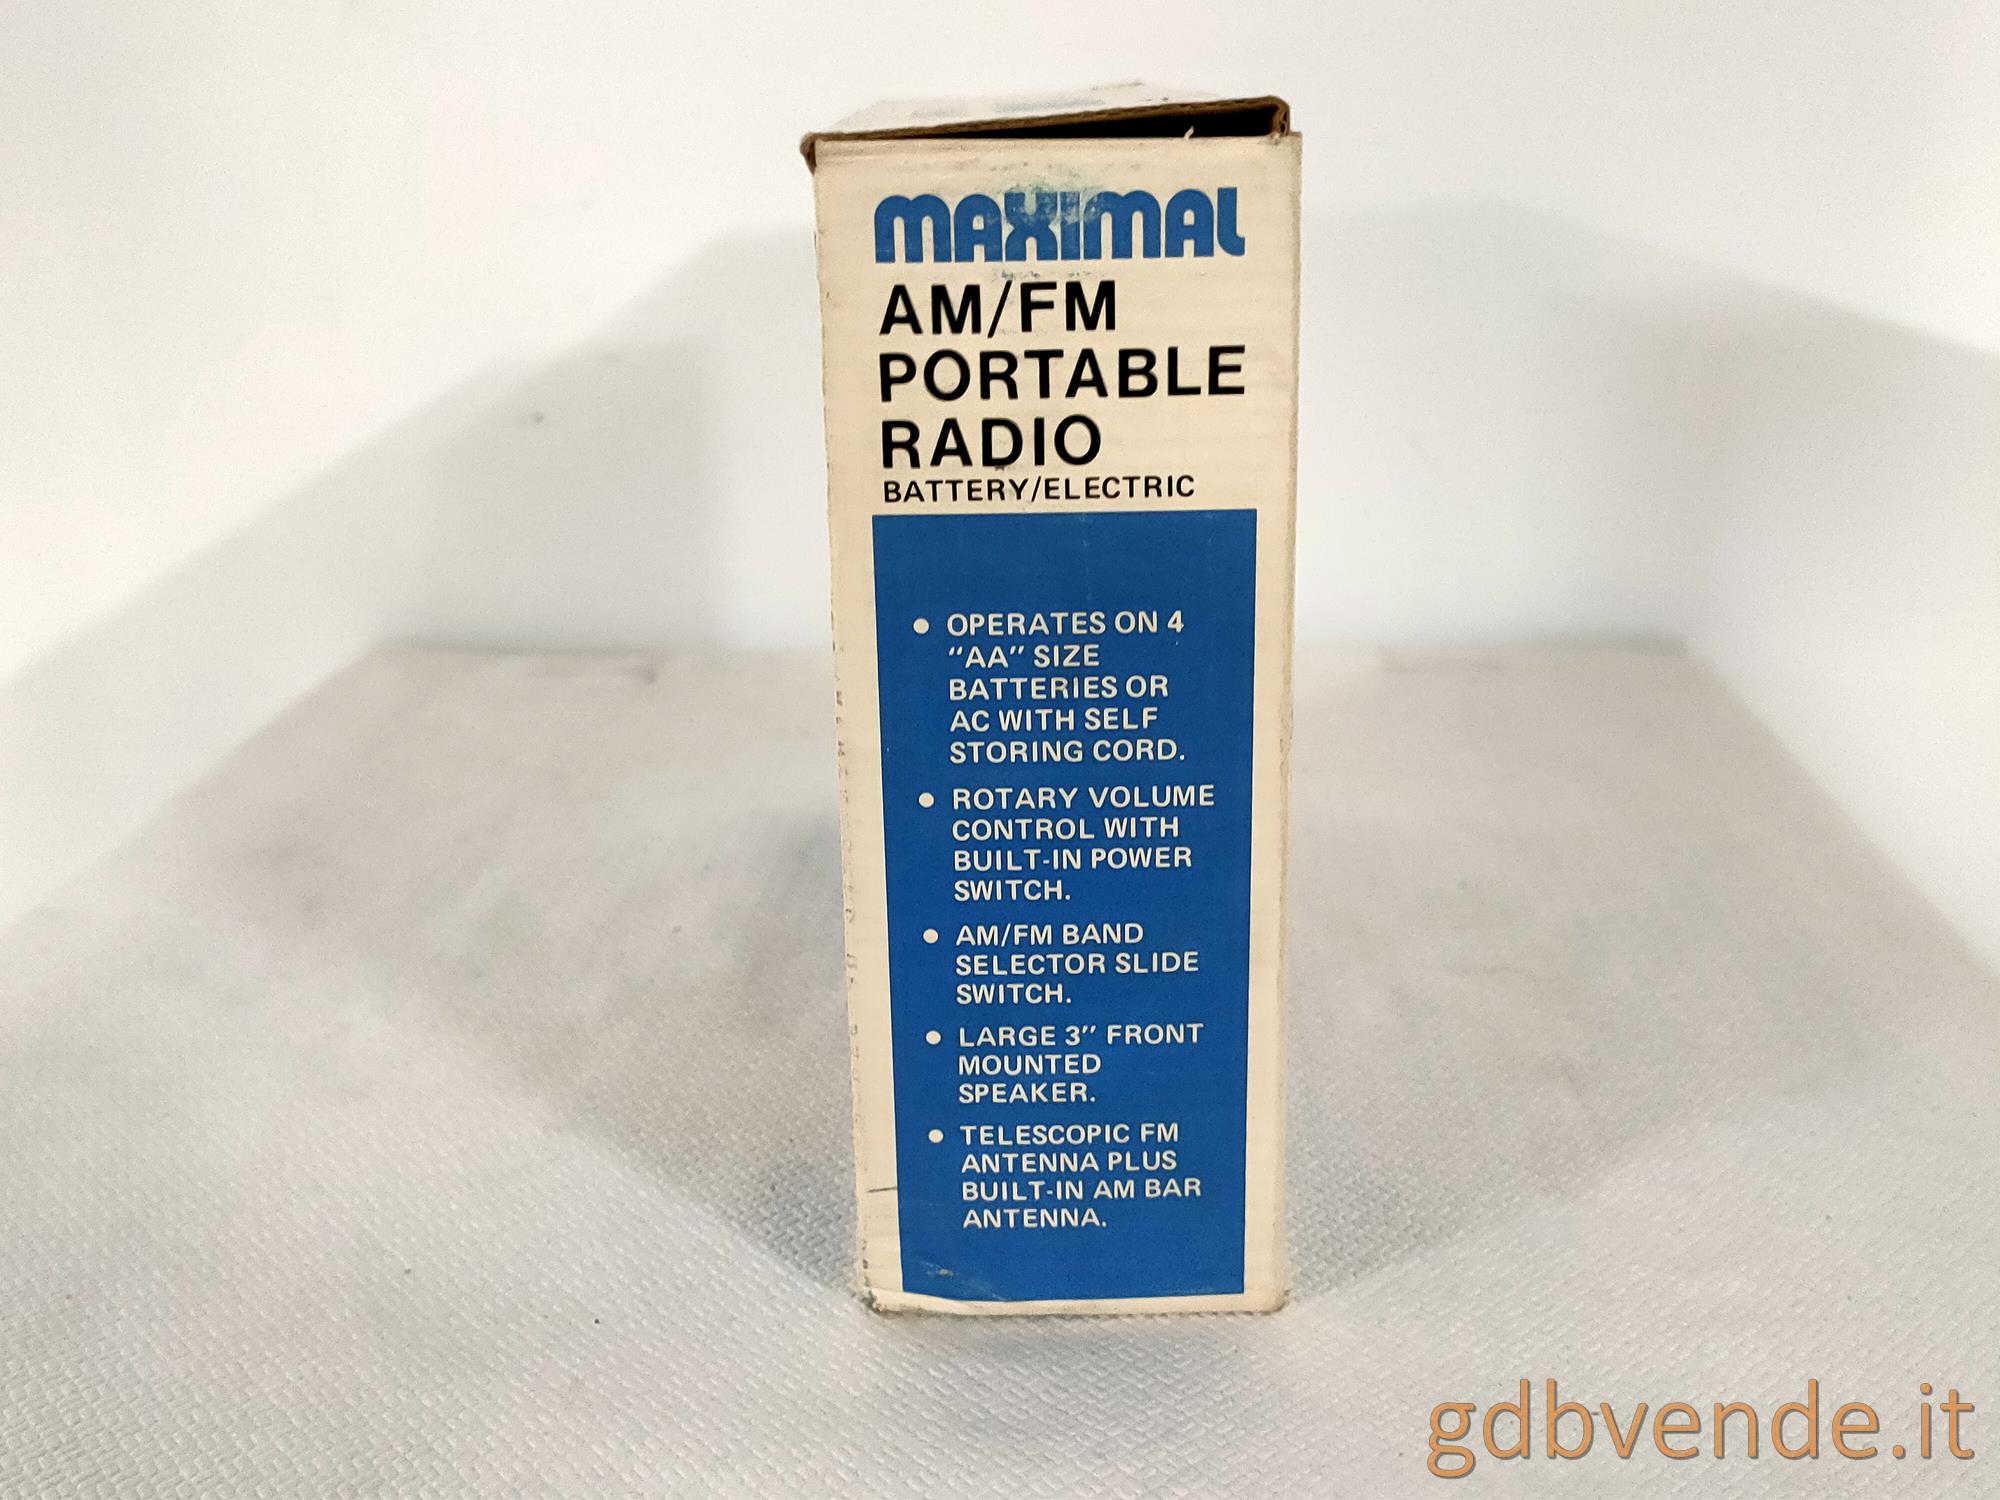 MAXIMAL
AM/FM
PORTABLE
RADIO
BATTERY/ELECTRIC
• OPERATES ON 4
"AA" SIZE
BATTERIES OR
AC WITH SELF
STORING CORD.
• ROTARY VOLUME
CONTROL WITH
BUILT-IN POWER
SWITCH.
• AM/FM BAND
SELECTOR SLIDE
SWITCH.
• LARGE 3" FRONT
MOUNTED
SPEAKER.
• TELESCOPIC FM
ANTENNA PLUS
BUILT-IN AM BAR
ANTENNA.
gdbvende.it